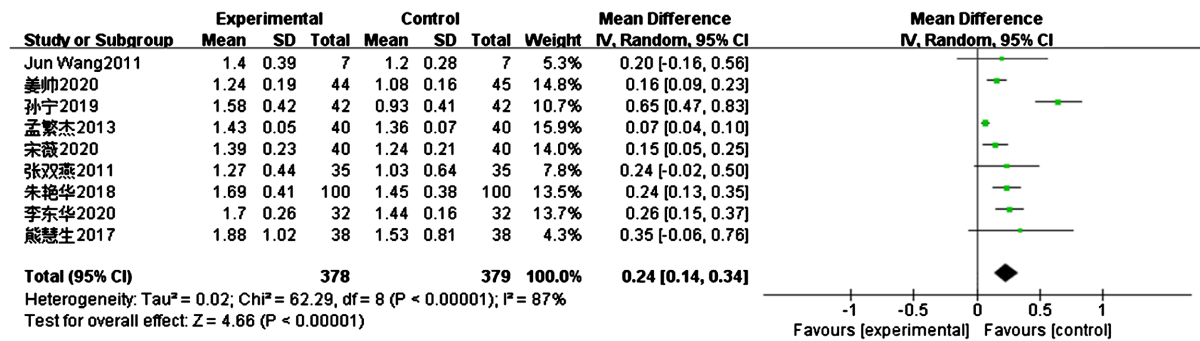 Experimental Control Mean Difference Mean Difference
Study or Subgroup Mean SD Total Mean SD Total Weight IV, Random, 95% CI IV, Random, 95% CI
Jun Wang2011 1.4 0.39 7 1.2 0.28 7 5.3% 0.20 [-0.16, 0.56]
姜帅2020 1.24 0.19 44 1.08 0.16 45 14.8% 0.16 [0.09, 0.23]
孙宁2019 1.58 0.42 42 0.93 0.41 42 10.7% 0.65 [0.47, 0.83]
孟繁杰2013 1.43 0.05 40 1.36 0.07 40 15.9% 0.07 [0.04, 0.10]
宋薇2020 1.39 0.23 40 1.24 0.21 40 14.0% 0.15 [0.05, 0.25]
张双燕2011 1.27 0.44 35 1.03 0.64 35 7.8% 0.24 [-0.02, 0.50]
朱艳华2018 1.69 0.41 100 1.45 0.38 100 13.5% 0.24 [0.13, 0.35]
李东华2020 1.7 0.26 32 1.44 0.16 32 13.7% 0.26 [0.15, 0.37]
熊慧生2017 1.88 1.02 38 1.53 0.81 38 4.3% 0.35 [-0.06, 0.76]
Total (95% CI) 378 379 100.0% 0.24 [0.14, 0.34]
Heterogeneity: Tau² = 0.02; Chi² = 62.29, df = 8 (P < 0.00001); I² = 87%
Test for overall effect: Z = 4.66 (P < 0.00001)
-1 -0.5 0 0.5 1
Favours [experimental] Favours [control]